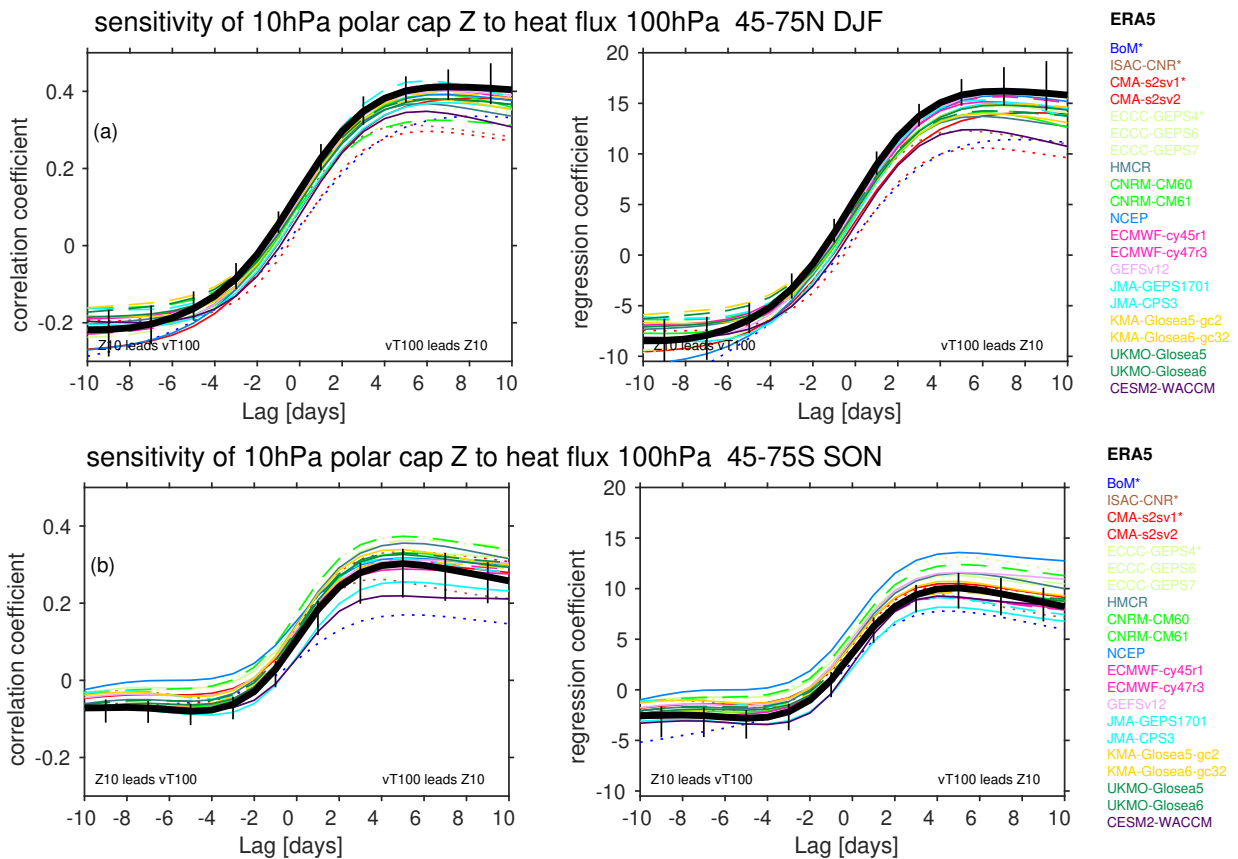 sensitivity of 10hPa polar cap Z to heat flux 100hPa 45-75N DJF
ERA5
BoM*
ISAC-CNR*
CMA-s2sv1*
CMA-s2sv2
ECCC-GEPS4*
ECCC-GEPS6
ECCC-GEPS7
HMCR
CNRM-CM60
CNRM-CM61
NCEP
ECMWF-cy45r1
ECMWF-cy47r3
GEFSv12
JMA-GEPS1701
JMA-CPS3
KMA-Glosea5-gc2
KMA-Glosea6-gc32
UKMO-Glosea5
UKMO-Glosea6
CESM2-WACCM
correlation coefficient
0.4
0.2
0
-0.2
(a)
Z10 leads vT100
vT100 leads Z10
-10 -8 -6 -4 -2 0 2 4 6 8 10
Lag [days]
regression coefficient
20
15
10
5
0
-5
-10
Z10 leads vT100
vT100 leads Z10
-10 -8 -6 -4 -2 0 2 4 6 8 10
Lag [days]
sensitivity of 10hPa polar cap Z to heat flux 100hPa 45-75S SON
ERA5
BoM*
ISAC-CNR*
CMA-s2sv1*
CMA-s2sv2
ECCC-GEPS4*
ECCC-GEPS6
ECCC-GEPS7
HMCR
CNRM-CM60
CNRM-CM61
NCEP
ECMWF-cy45r1
ECMWF-cy47r3
GEFSv12
JMA-GEPS1701
JMA-CPS3
KMA-Glosea5-gc2
KMA-Glosea6-gc32
UKMO-Glosea5
UKMO-Glosea6
CESM2-WACCM
correlation coefficient
0.4
0.2
0
-0.2
(b)
Z10 leads vT100
vT100 leads Z10
-10 -8 -6 -4 -2 0 2 4 6 8 10
Lag [days]
regression coefficient
20
15
10
5
0
-5
-10
Z10 leads vT100
vT100 leads Z10
-10 -8 -6 -4 -2 0 2 4 6 8 10
Lag [days]